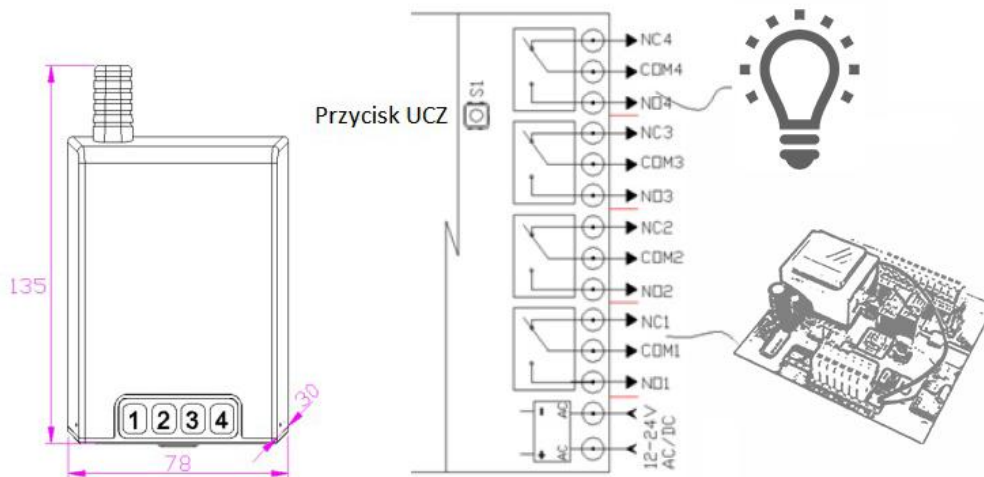 135
78
30
1 2 3 4
Przycisk UCZ
S1
NC4
COM4
NO4
NC3
COM3
NO3
NC2
COM2
NO2
NC1
COM1
NO1
- AC
+ AC
12-24V
AC/DC